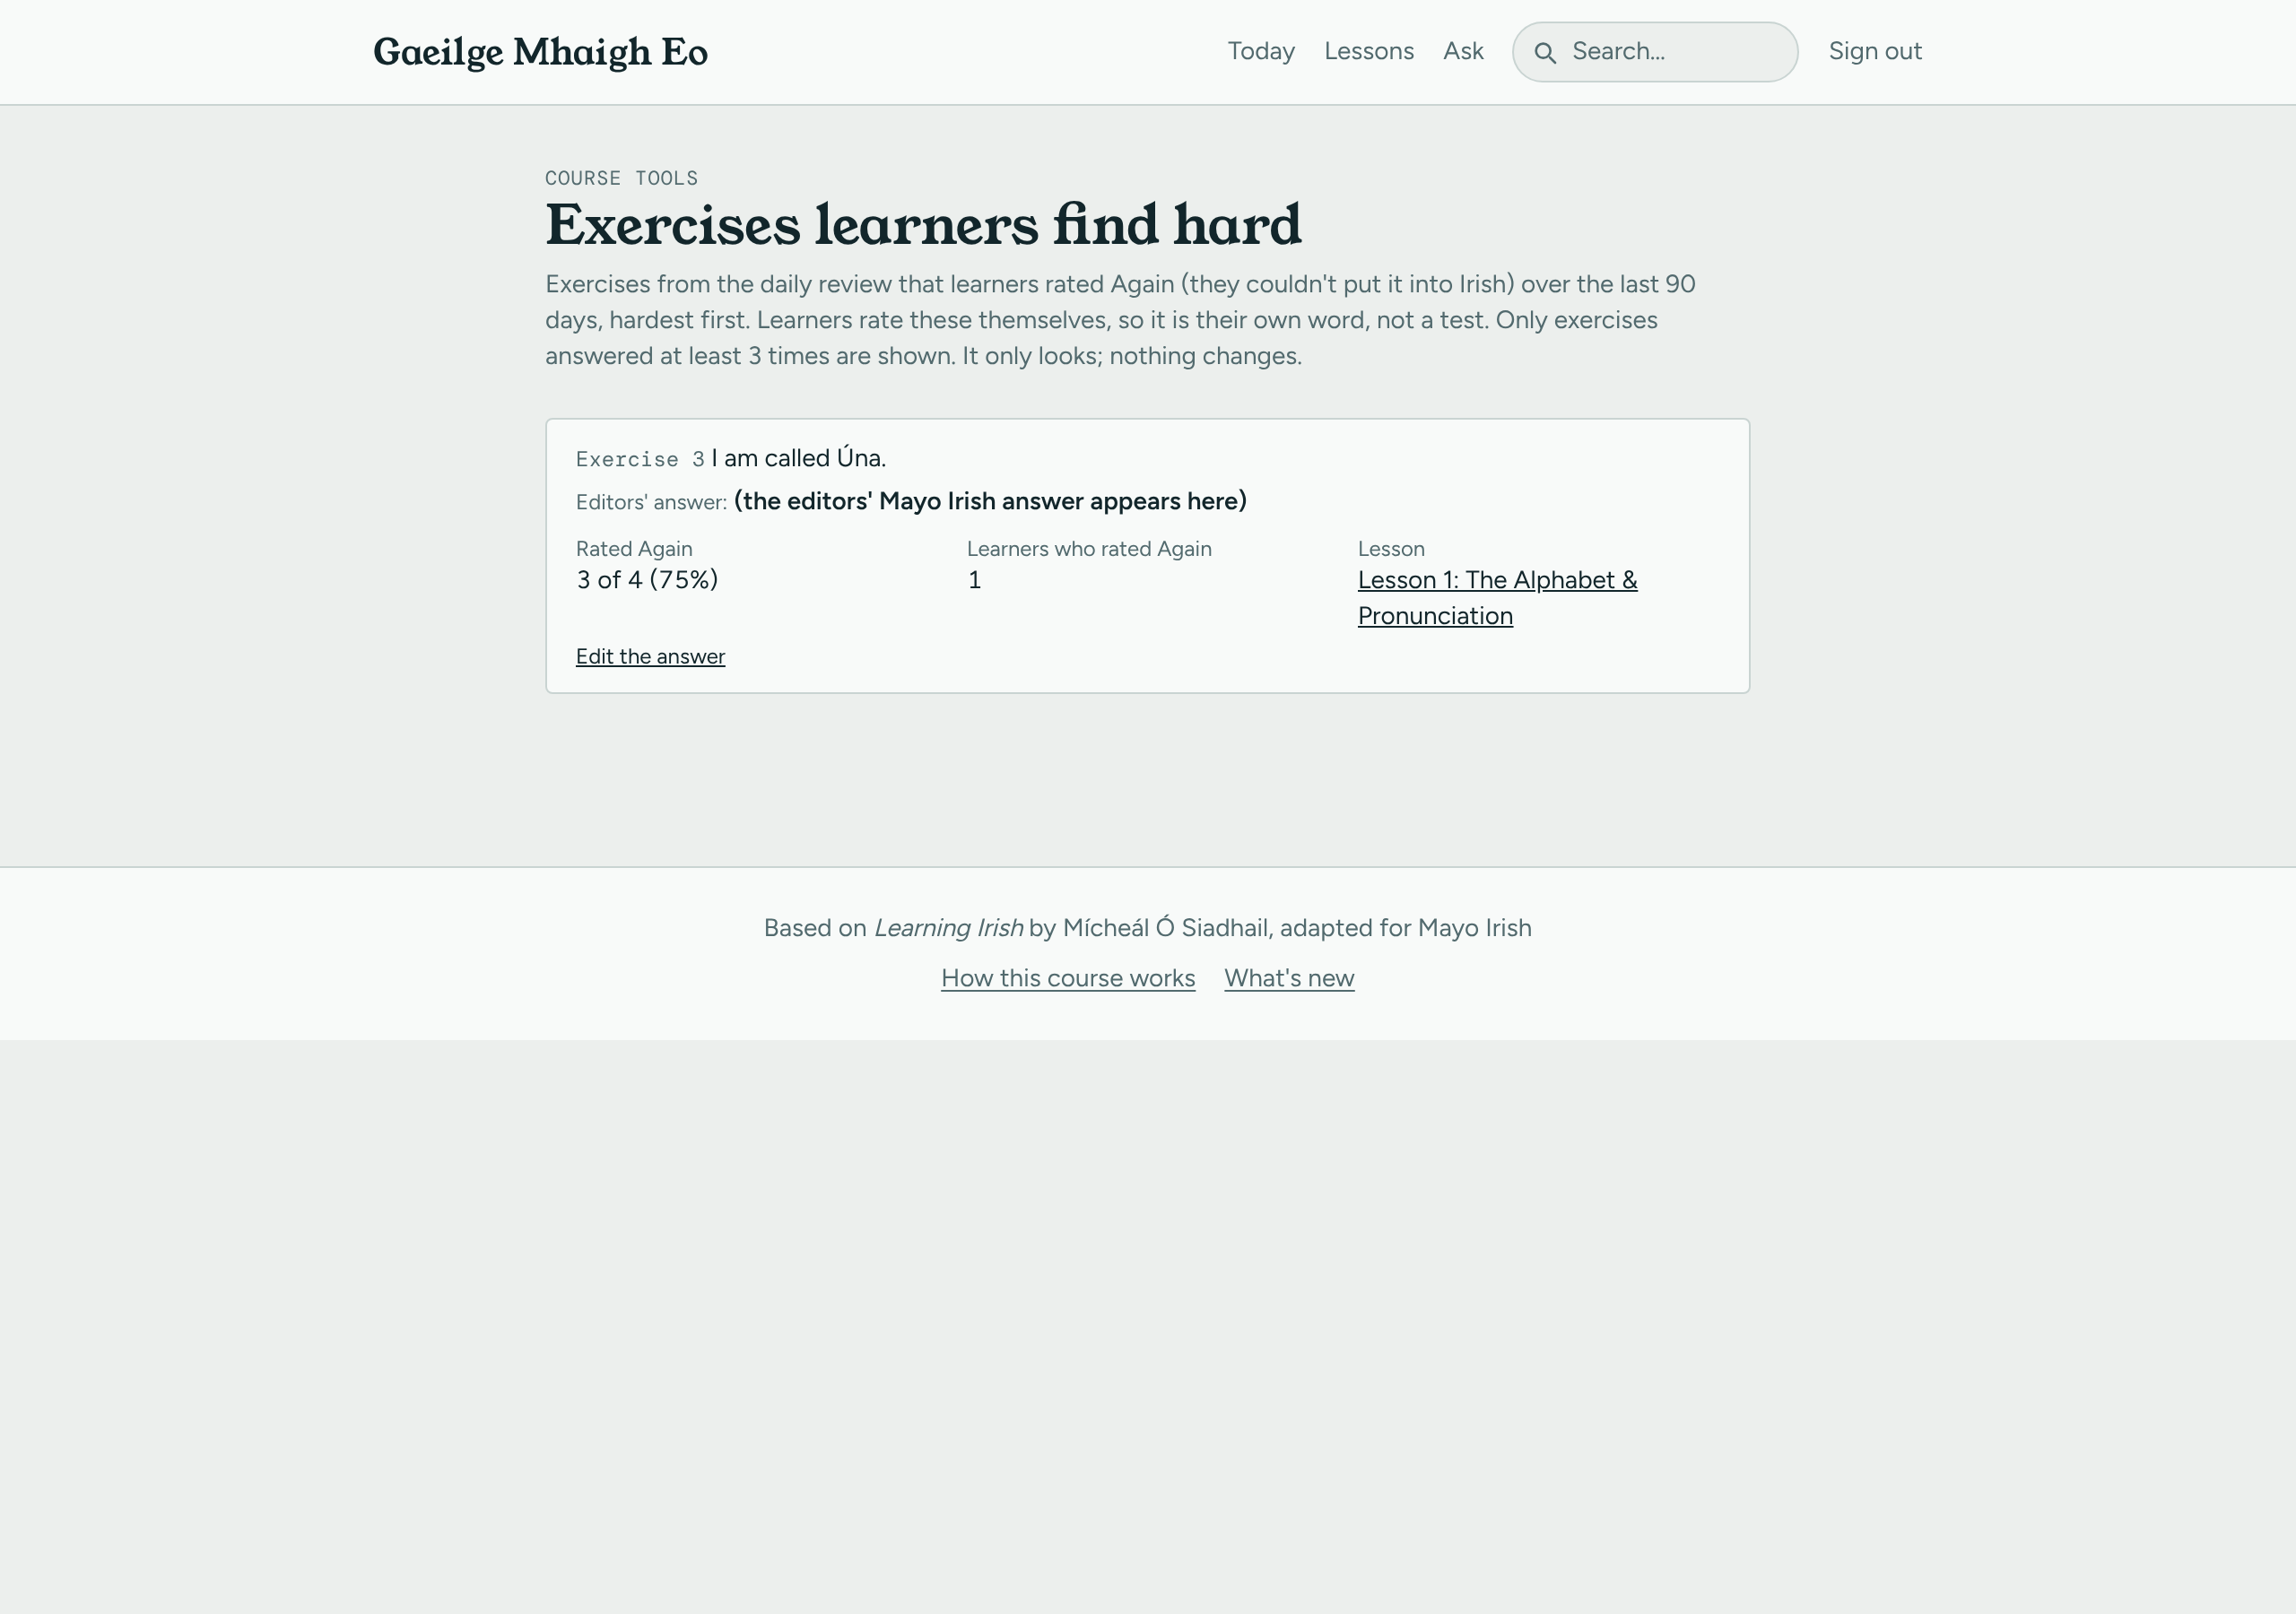 Gaeilge Mhaigh Eo
Today Lessons Ask Search... Sign out
COURSE TOOLS
Exercises learners find hard
Exercises from the daily review that learners rated Again (they couldn't put it into Irish) over the last 90
days, hardest first. Learners rate these themselves, so it is their own word, not a test. Only exercises
answered at least 3 times are shown. It only looks; nothing changes.
Exercise 3 I am called Úna.
Editors' answer: (the editors' Mayo Irish answer appears here)
Rated Again
3 of 4 (75%)
Learners who rated Again
1
Lesson
Lesson 1: The Alphabet &
Pronunciation
Edit the answer
Based on Learning Irish by Mícheál Ó Siadhail, adapted for Mayo Irish
How this course works What's new